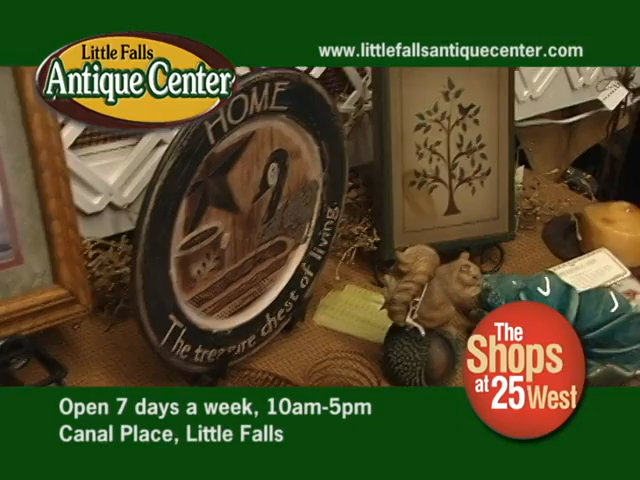 Little Falls
Antique Center
www.littlefallsantiquecenter.com
HOME
The treasure chest of living.
The
Shops
at 25 West
Open 7 days a week, 10am-5pm
Canal Place, Little Falls